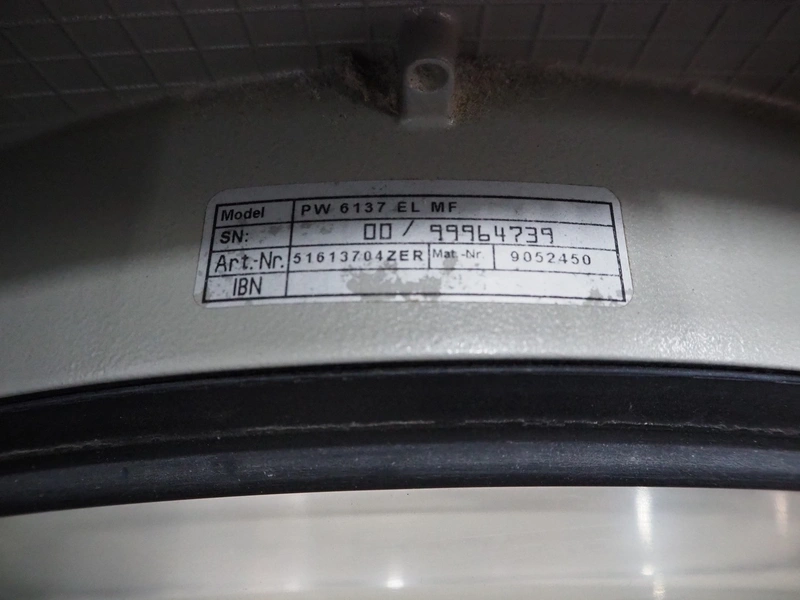 Model PW 6137 EL MF
SN: 00/99964739
Art.-Nr. 51613704ZER Mat.-Nr. 9052450
IBN